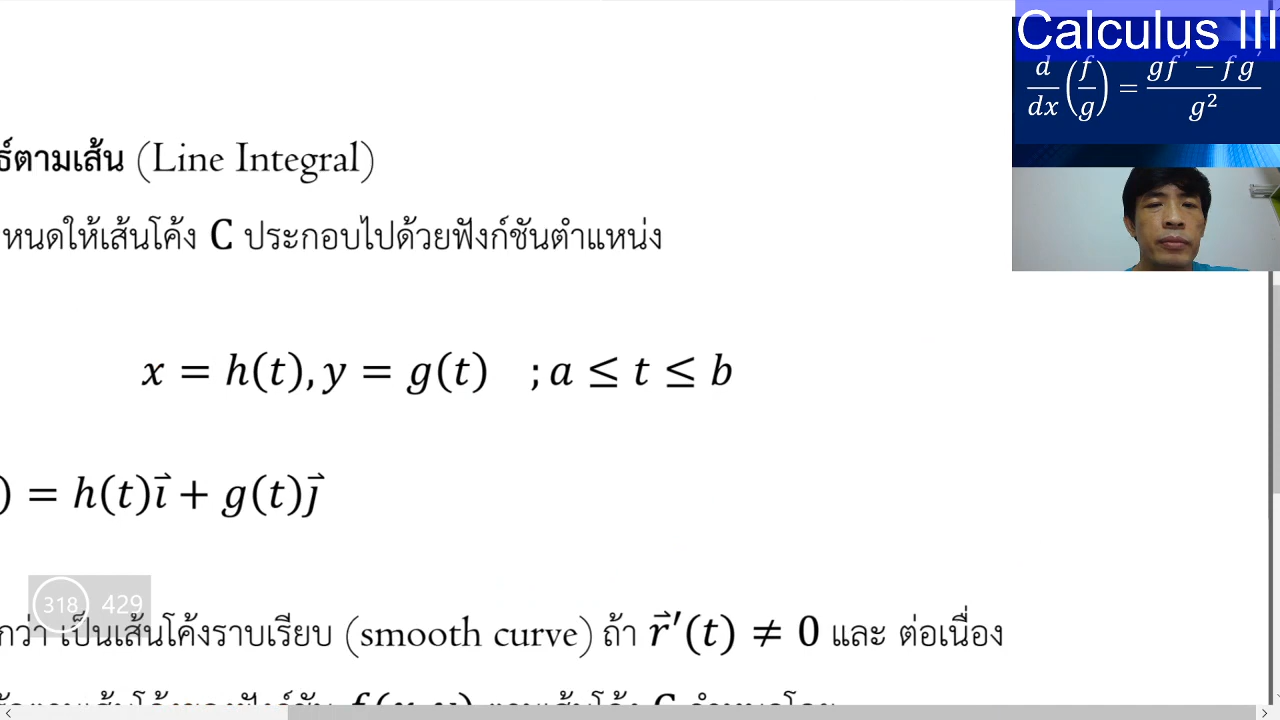 Calculus III
d/dx (f/g) = (gf' − fg')/g²
ธ์ตามเส้น (Line Integral)
หนดให้เส้นโค้ง C ประกอบไปด้วยฟังก์ชันตำแหน่ง
x = h(t), y = g(t) ; a ≤ t ≤ b
) = h(t)i⃗ + g(t)j⃗
318 429
กว่า เป็นเส้นโค้งราบเรียบ (smooth curve) ถ้า r⃗′(t) ≠ 0 และ ต่อเนื่อง